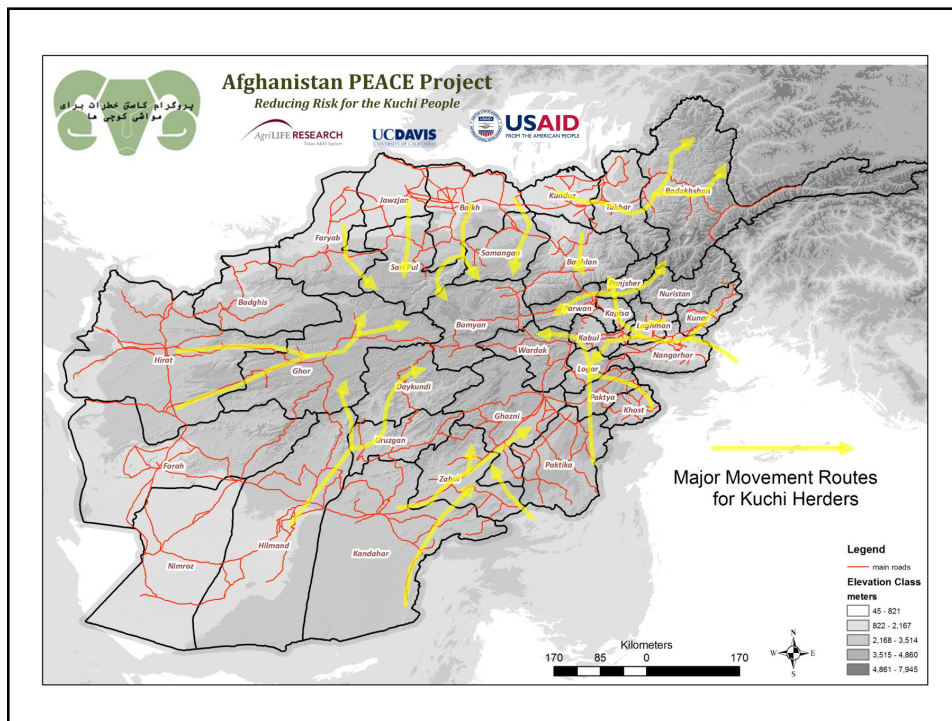 پروگرام کاستن خطرات برای
مواشی کوچی ها
Afghanistan PEACE Project
Reducing Risk for the Kuchi People
AgriLIFE RESEARCH
Texas A&M System
UCDAVIS
UNIVERSITY OF CALIFORNIA
USAID
FROM THE AMERICAN PEOPLE
Jawzjan
Balkh
Kunduz
Takhar
Badakhshan
Faryab
Sari Pul
Samangan
Baghlan
Badghis
Panjsher
Nuristan
Bamyan
Parwan
Kapisa
Laghman
Kunar
Hirat
Ghor
Wardak
Kabul
Nangarhar
Logar
Daykundi
Paktya
Khost
Ghazni
Uruzgan
Farah
Zabul
Paktika
Hilmand
Kandahar
Nimroz
Major Movement Routes
for Kuchi Herders
Legend
main roads
Elevation Class
meters
45 - 821
822 - 2,167
2,168 - 3,514
3,515 - 4,860
4,861 - 7,945
Kilometers
170 85 0 170
N
W E
S